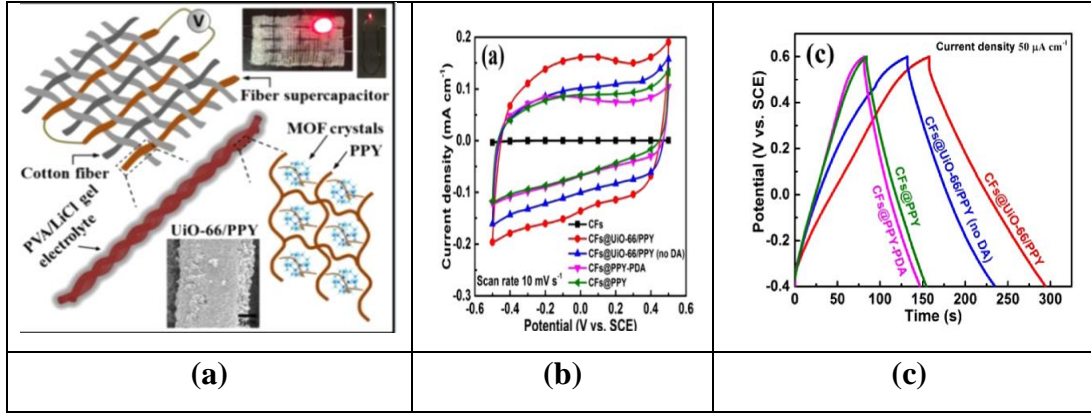 V
Fiber supercapacitor
MOF crystals
PPY
Cotton fiber
PVA/LiCl gel
electrolyte
UiO-66/PPY
(a)
Current density (mA cm⁻¹)
0.2
0.1
0.0
-0.1
-0.2
-0.3
CFs
CFs@UiO-66/PPY
CFs@UiO-66/PPY (no DA)
CFs@PPY-PDA
CFs@PPY
Scan rate 10 mV s⁻¹
-0.6 -0.4 -0.2 0.0 0.2 0.4 0.6
Potential (V vs. SCE)
(c)
Current density 50 μA cm⁻¹
Potential (V vs. SCE)
0.6
0.4
0.2
0.0
-0.2
-0.4
CFs@UiO-66/PPY
CFs@UiO-66/PPY (no DA)
CFs@PPY
CFs@PPY-PDA
0 50 100 150 200 250 300
Time (s)
(a) (b) (c)